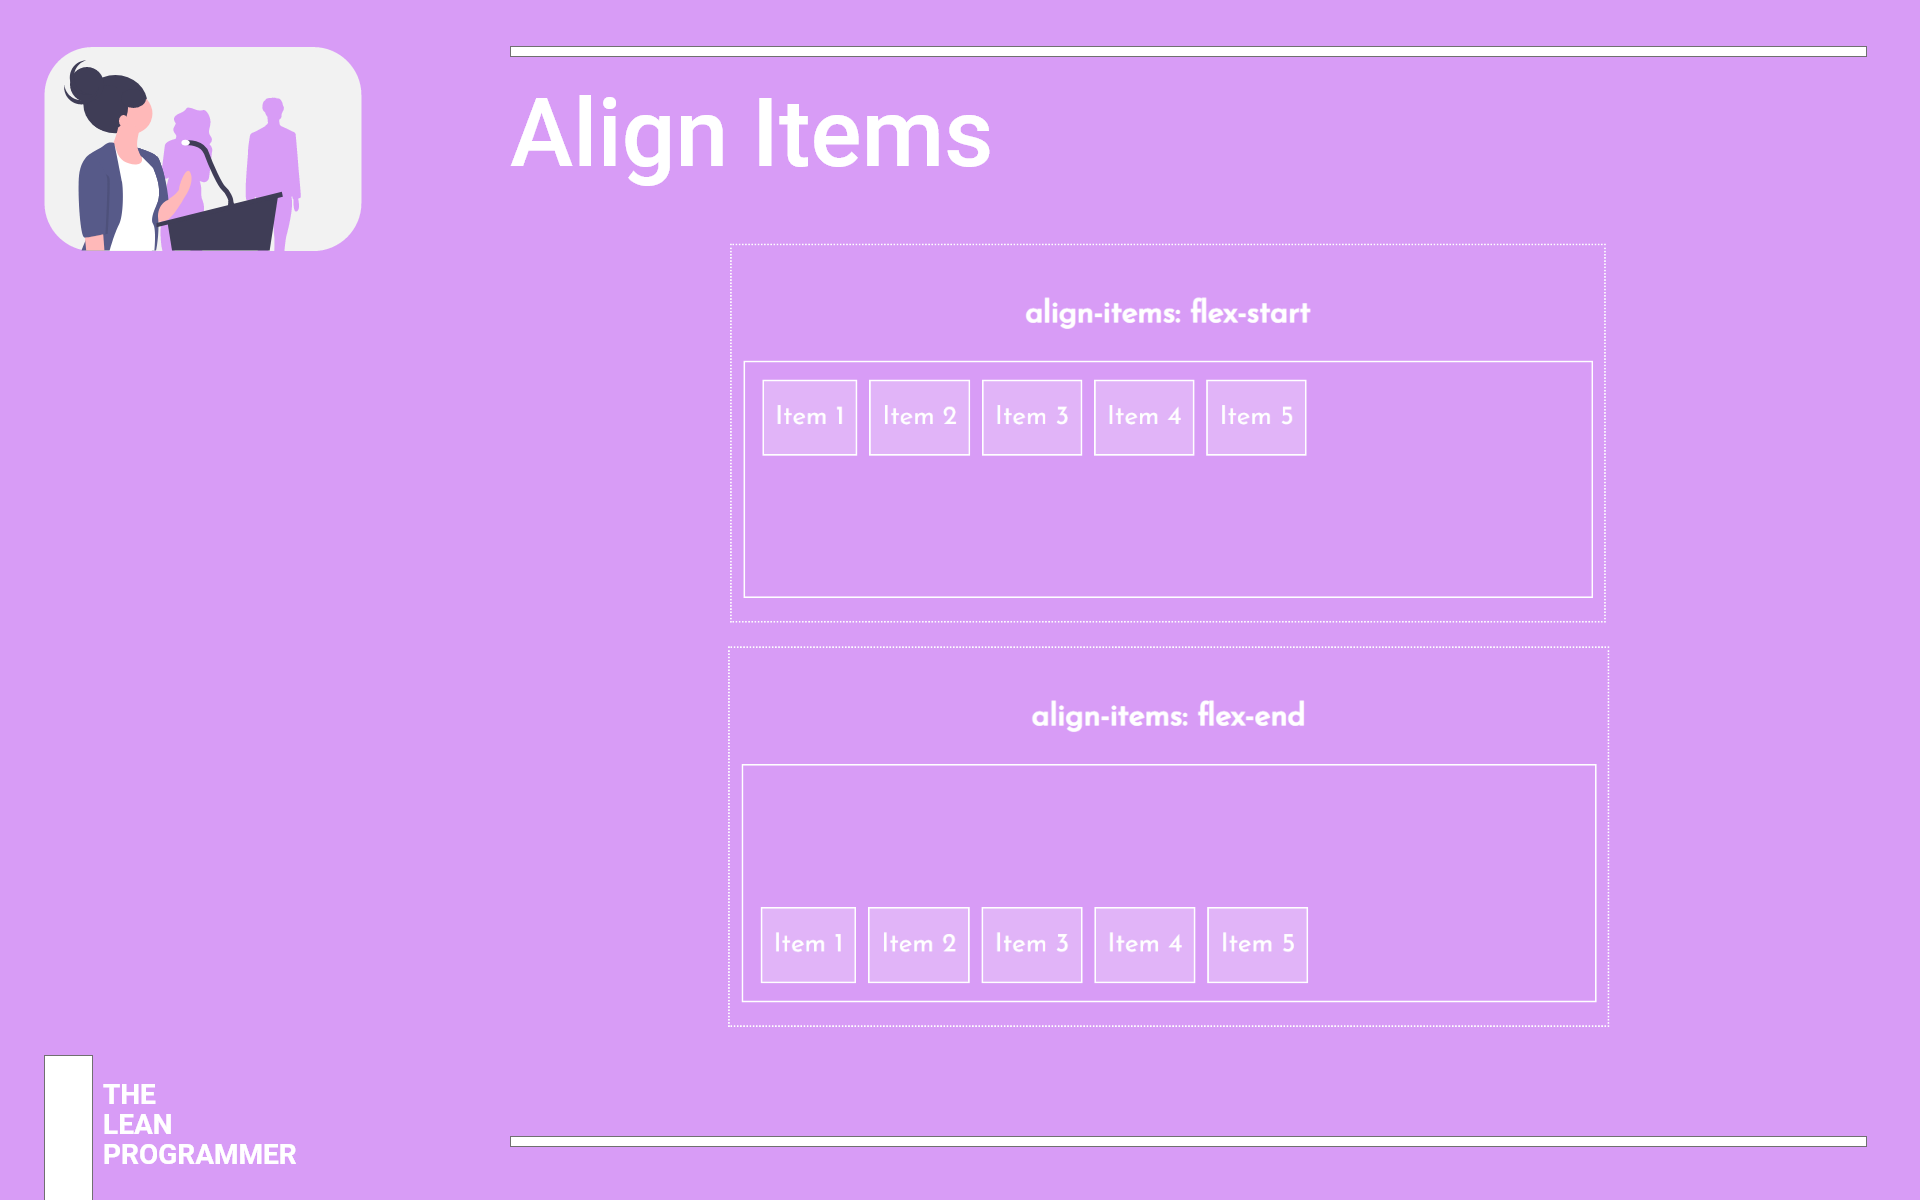 Align Items
align-items: flex-start
Item 1 Item 2 Item 3 Item 4 Item 5
align-items: flex-end
Item 1 Item 2 Item 3 Item 4 Item 5
THE
LEAN
PROGRAMMER